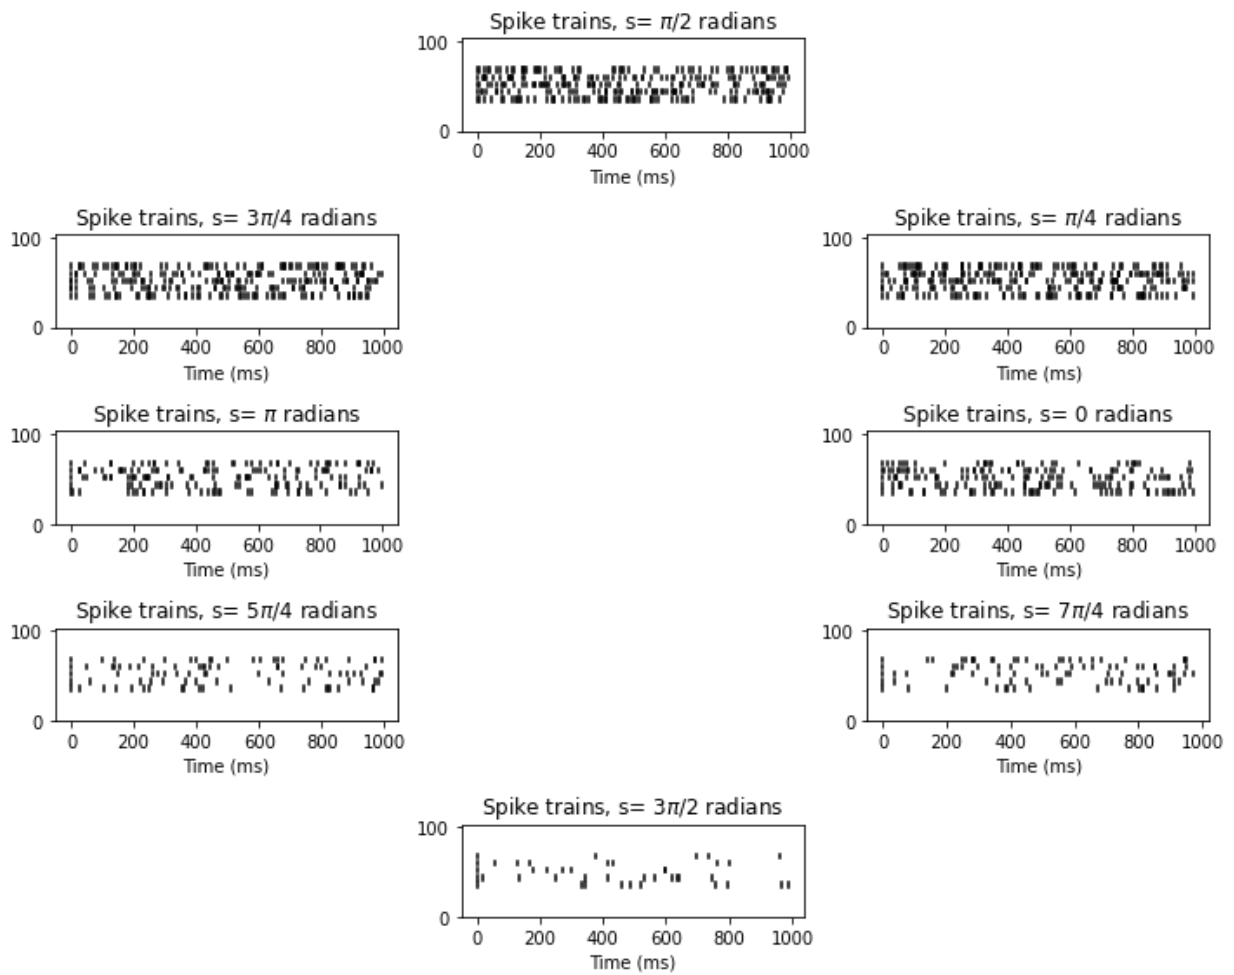 Spike trains, s= π/2 radians
100
0
0 200 400 600 800 1000
Time (ms)
Spike trains, s= 3π/4 radians
100
0
0 200 400 600 800 1000
Time (ms)
Spike trains, s= π/4 radians
100
0
0 200 400 600 800 1000
Time (ms)
Spike trains, s= π radians
100
0
0 200 400 600 800 1000
Time (ms)
Spike trains, s= 0 radians
100
0
0 200 400 600 800 1000
Time (ms)
Spike trains, s= 5π/4 radians
100
0
0 200 400 600 800 1000
Time (ms)
Spike trains, s= 7π/4 radians
100
0
0 200 400 600 800 1000
Time (ms)
Spike trains, s= 3π/2 radians
100
0
0 200 400 600 800 1000
Time (ms)